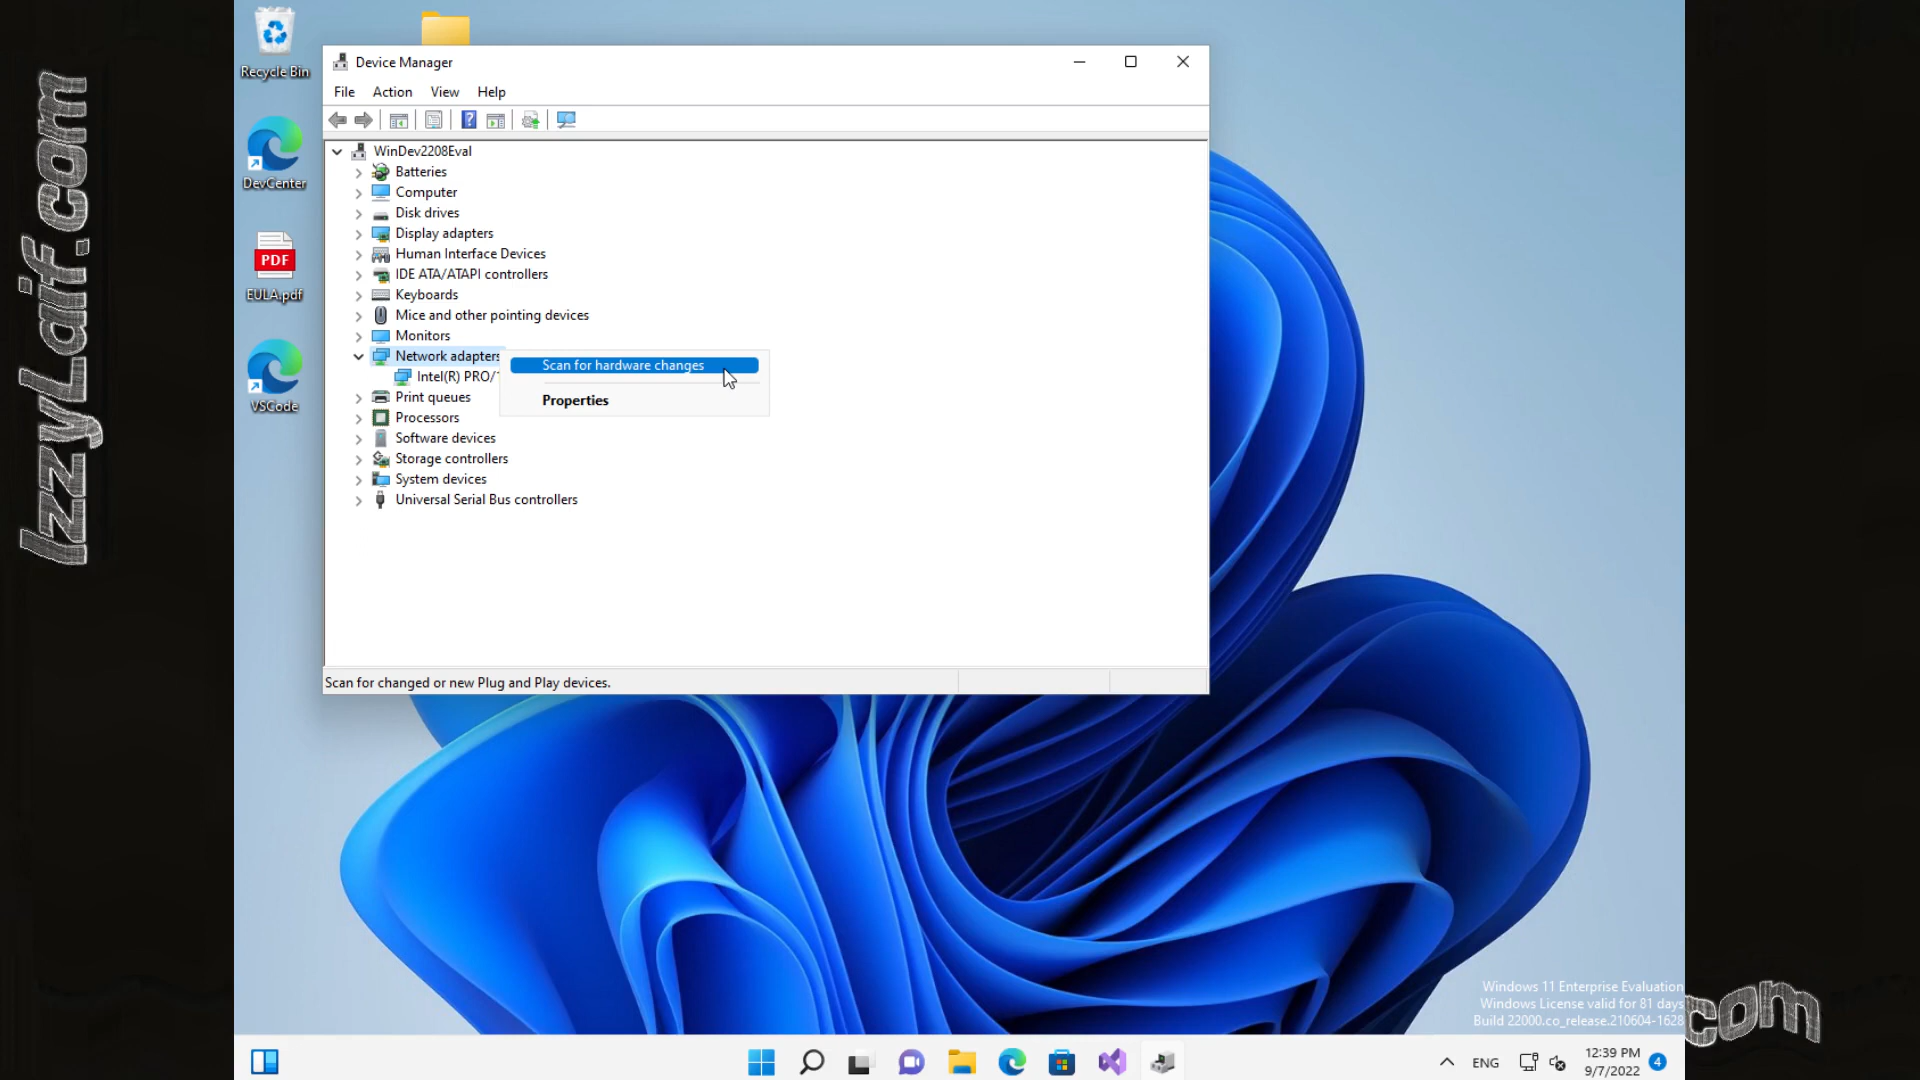 IzzyLaif.com
Recycle Bin
DevCenter
PDF
EULA.pdf
VSCode
Device Manager
File Action View Help
WinDev2208Eval
Batteries
Computer
Disk drives
Display adapters
Human Interface Devices
IDE ATA/ATAPI controllers
Keyboards
Mice and other pointing devices
Monitors
Network adapters
Intel(R) PRO/
Scan for hardware changes
Properties
Print queues
Processors
Software devices
Storage controllers
System devices
Universal Serial Bus controllers
Scan for changed or new Plug and Play devices.
Windows 11 Enterprise Evaluation
Windows License valid for 81 days
Build 22000.co_release.210604-1628
com
ENG
12:39 PM
9/7/2022
4